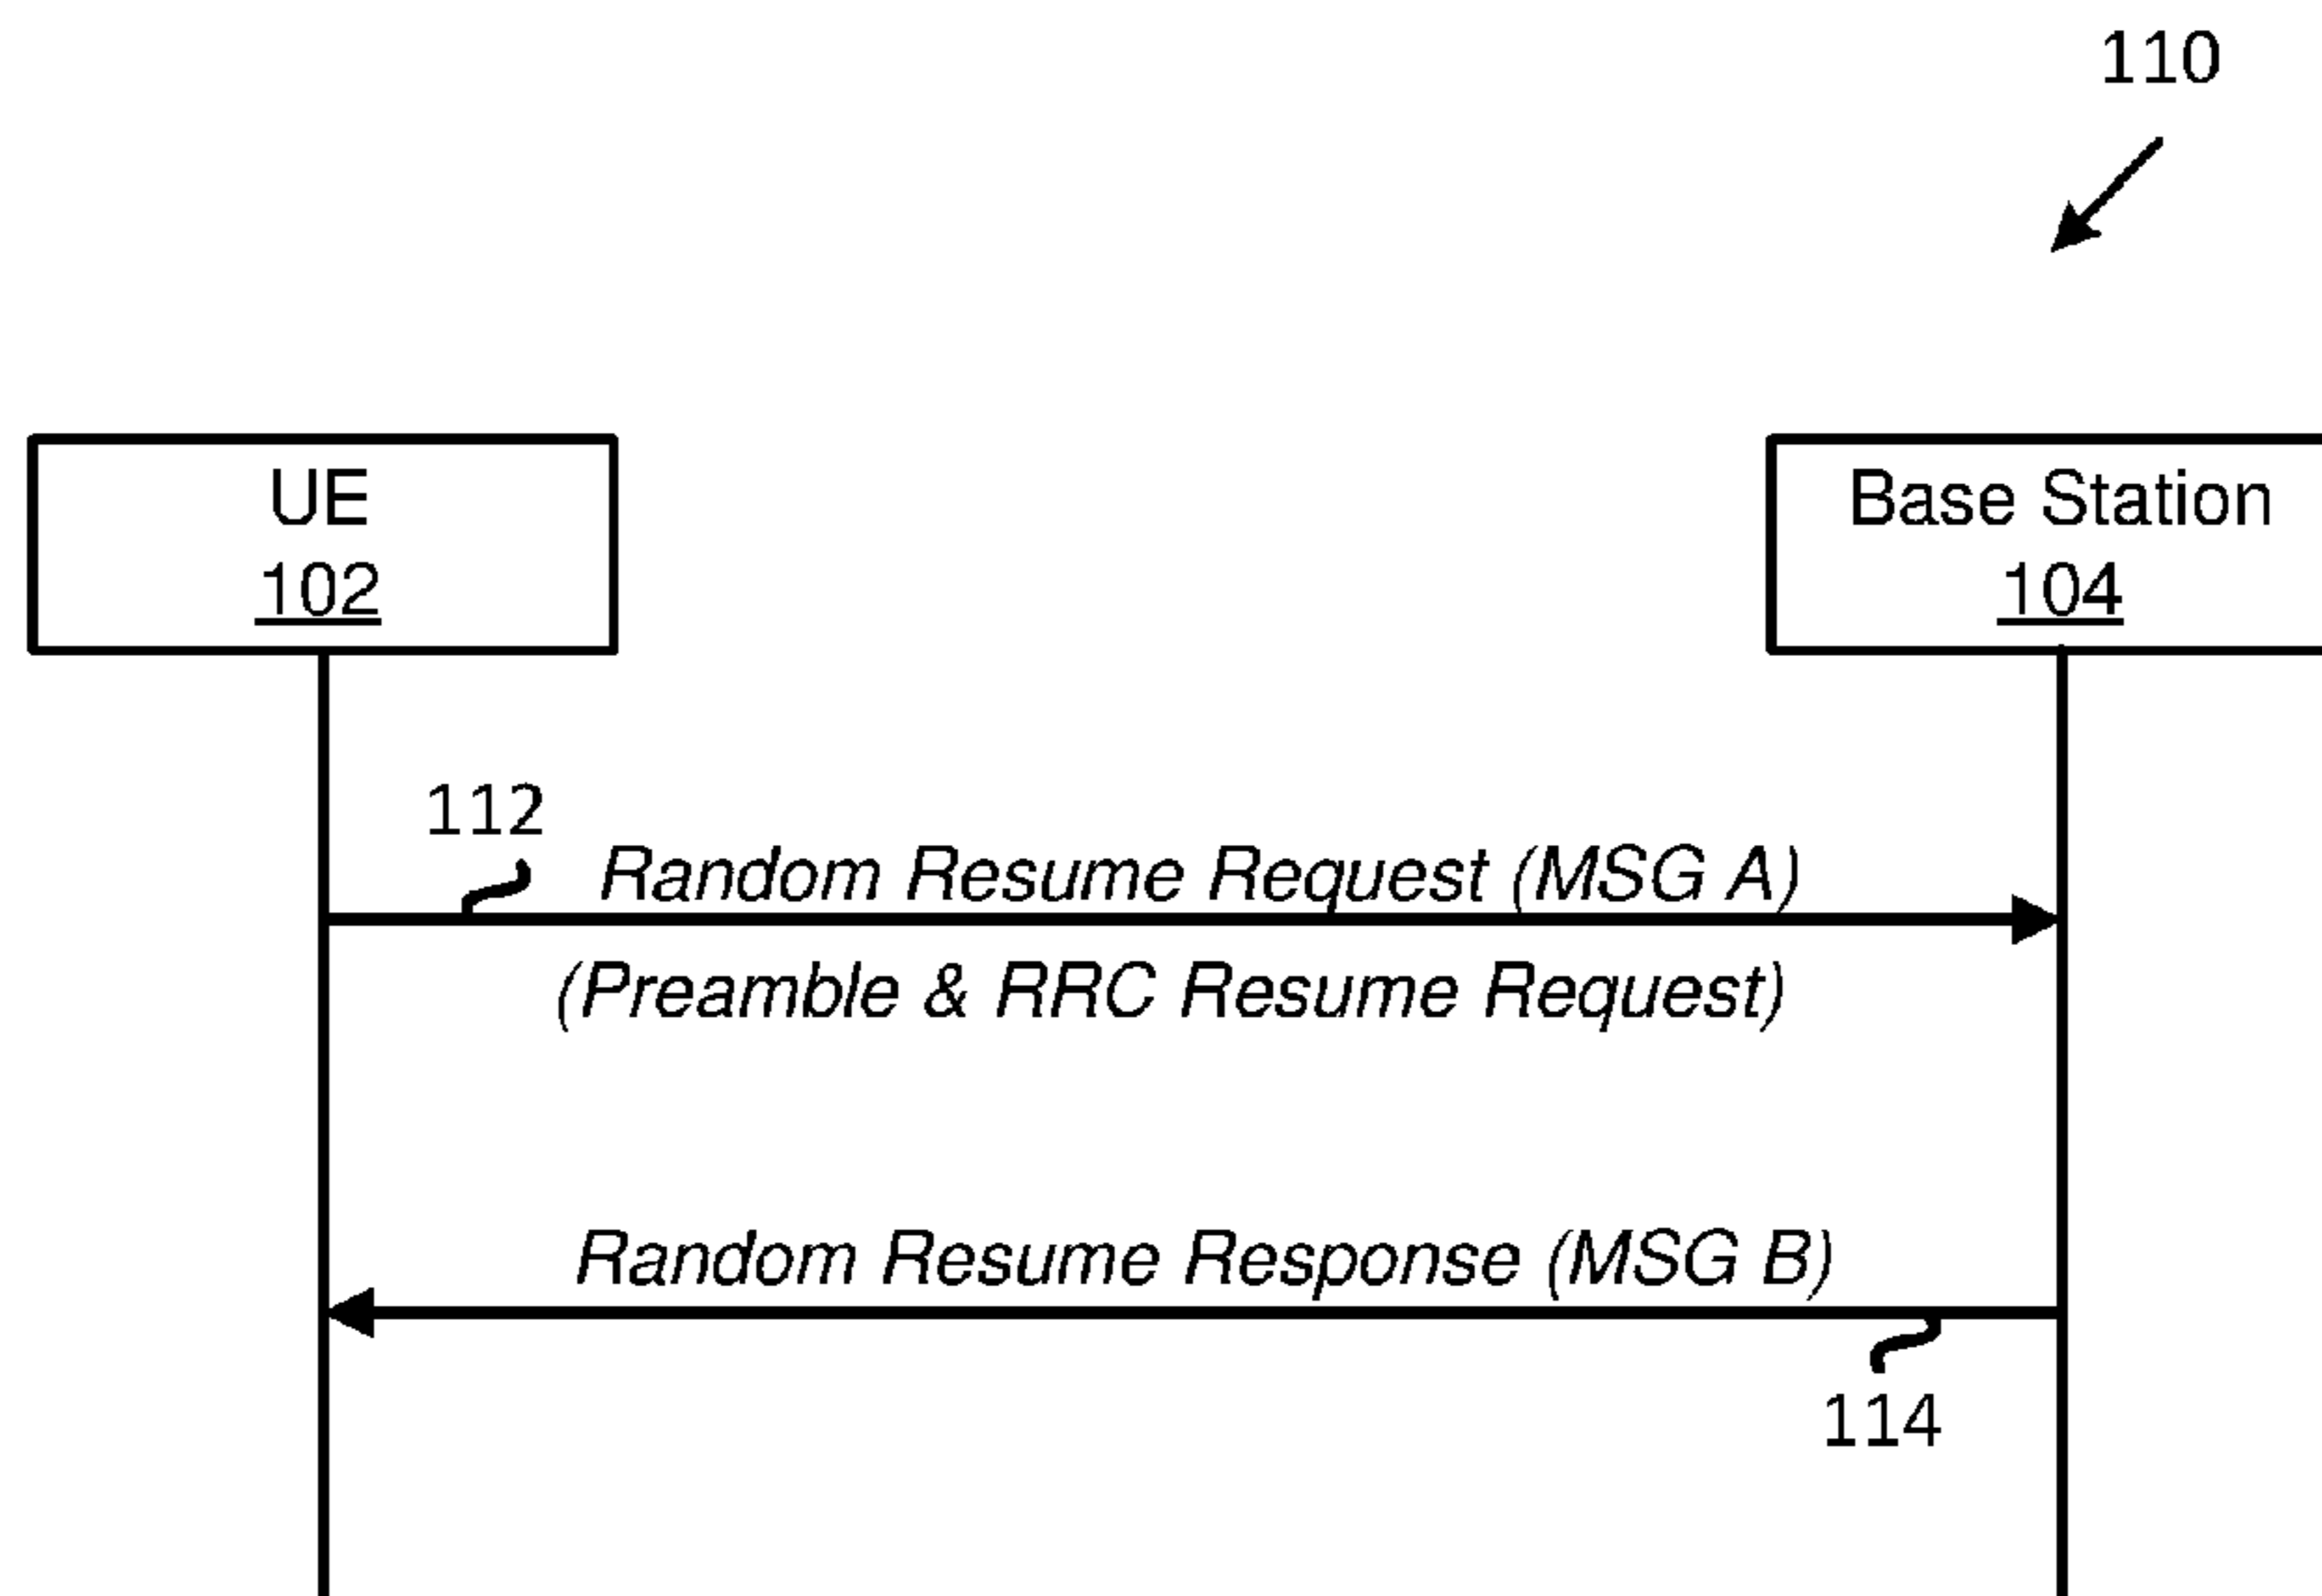 110
UE
102
Base Station
104
112
Random Resume Request (MSG A)
(Preamble & RRC Resume Request)
Random Resume Response (MSG B)
114